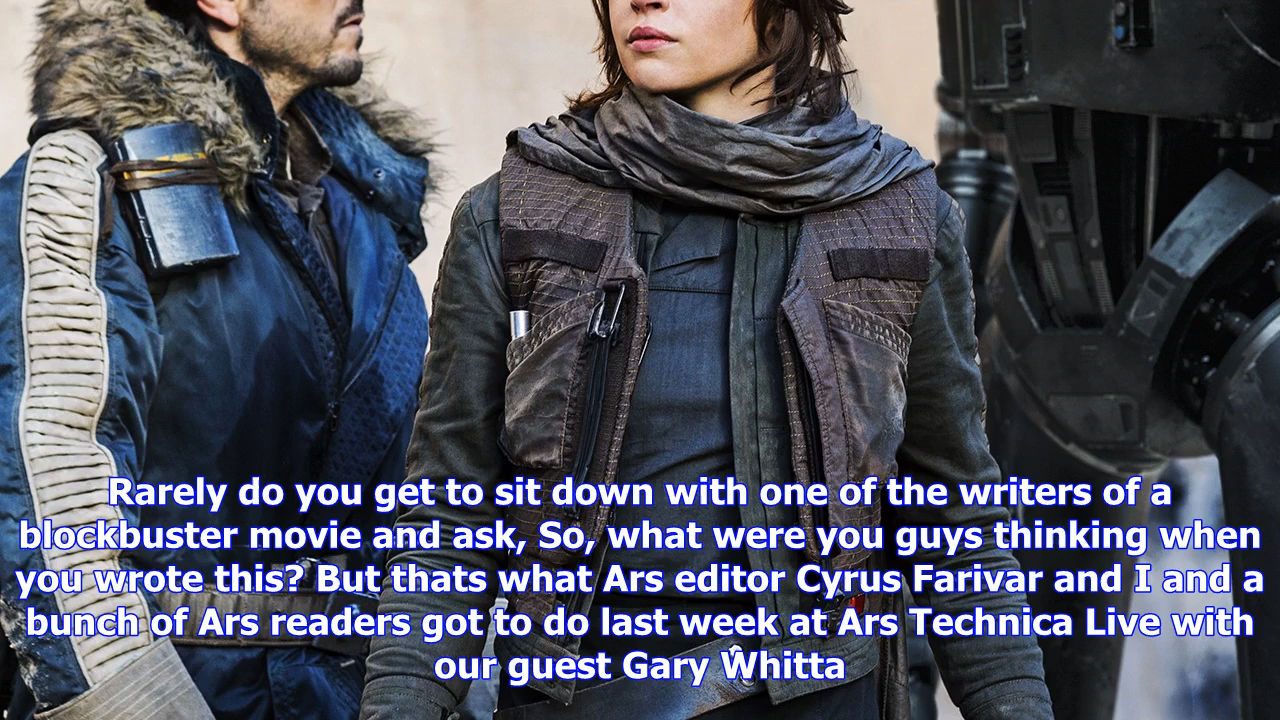 Rarely do you get to sit down with one of the writers of a
blockbuster movie and ask, So, what were you guys thinking when
you wrote this? But thats what Ars editor Cyrus Farivar and I and a
bunch of Ars readers got to do last week at Ars Technica Live with
our guest Gary Whitta